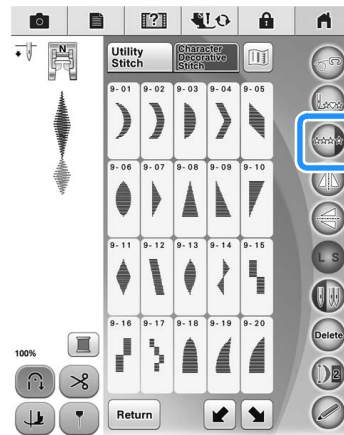 N
Utility
Stitch
Character
Decorative
Stitch
9-01 9-02 9-03 9-04 9-05
9-06 9-07 9-08 9-09 9-10
9-11 9-12 9-13 9-14 9-15
L S
9-16 9-17 9-18 9-19 9-20
Delete
100%
2
Return